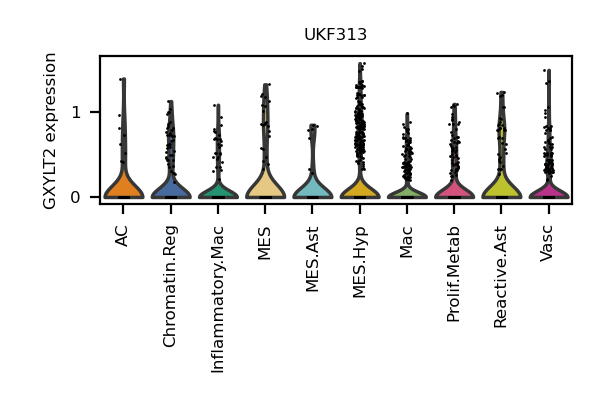 UKF313
GXYLT2 expression
1
0
AC
Chromatin.Reg
Inflammatory.Mac
MES
MES.Ast
MES.Hyp
Mac
Prolif.Metab
Reactive.Ast
Vasc